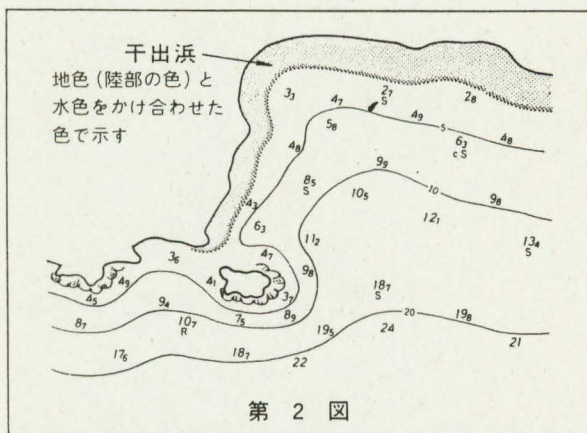 干出浜
地色(陸部の色)と
水色をかけ合わせた
色で示す
3₃ 4₇ 2₇ 2₈
S
5₈ 4₉ 5 4₈
4₈ 6₃
c S
9₉
8₅ 10₅ 10 9₈
S
4₃ 12₁
6₃ 11₂ 13₄
S
3₆ 4₇ 9₈
4₉ 4₁ 3₇ 18₇
S
4₅ 9₄ 7₅ 8₉
8₇ 10₇ 19₅ 24 20 19₈ 21
R
17₆ 18₇ 22
第2図